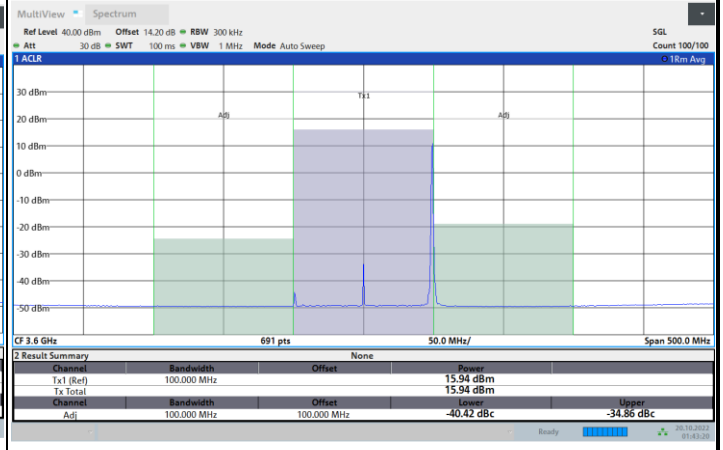 MultiView Spectrum
Ref Level 40.00 dBm Offset 14.20 dB RBW 300 kHz SGL
Att 30 dB SWT 100 ms VBW 1 MHz Mode Auto Sweep Count 100/100
1 ACLR 1Rm Avg
30 dBm
Tx1
20 dBm
Adj Adj
10 dBm
0 dBm
-10 dBm
-20 dBm
-30 dBm
-40 dBm
-50 dBm
CF 3.6 GHz 691 pts 50.0 MHz/ Span 500.0 MHz
2 Result Summary None
Channel Bandwidth Offset Power
Tx1 (Ref) 100.000 MHz 15.94 dBm
Tx Total 15.94 dBm
Channel Bandwidth Offset Lower Upper
Adj 100.000 MHz 100.000 MHz -40.42 dBc -34.86 dBc
Ready 20.10.2022
01:43:20